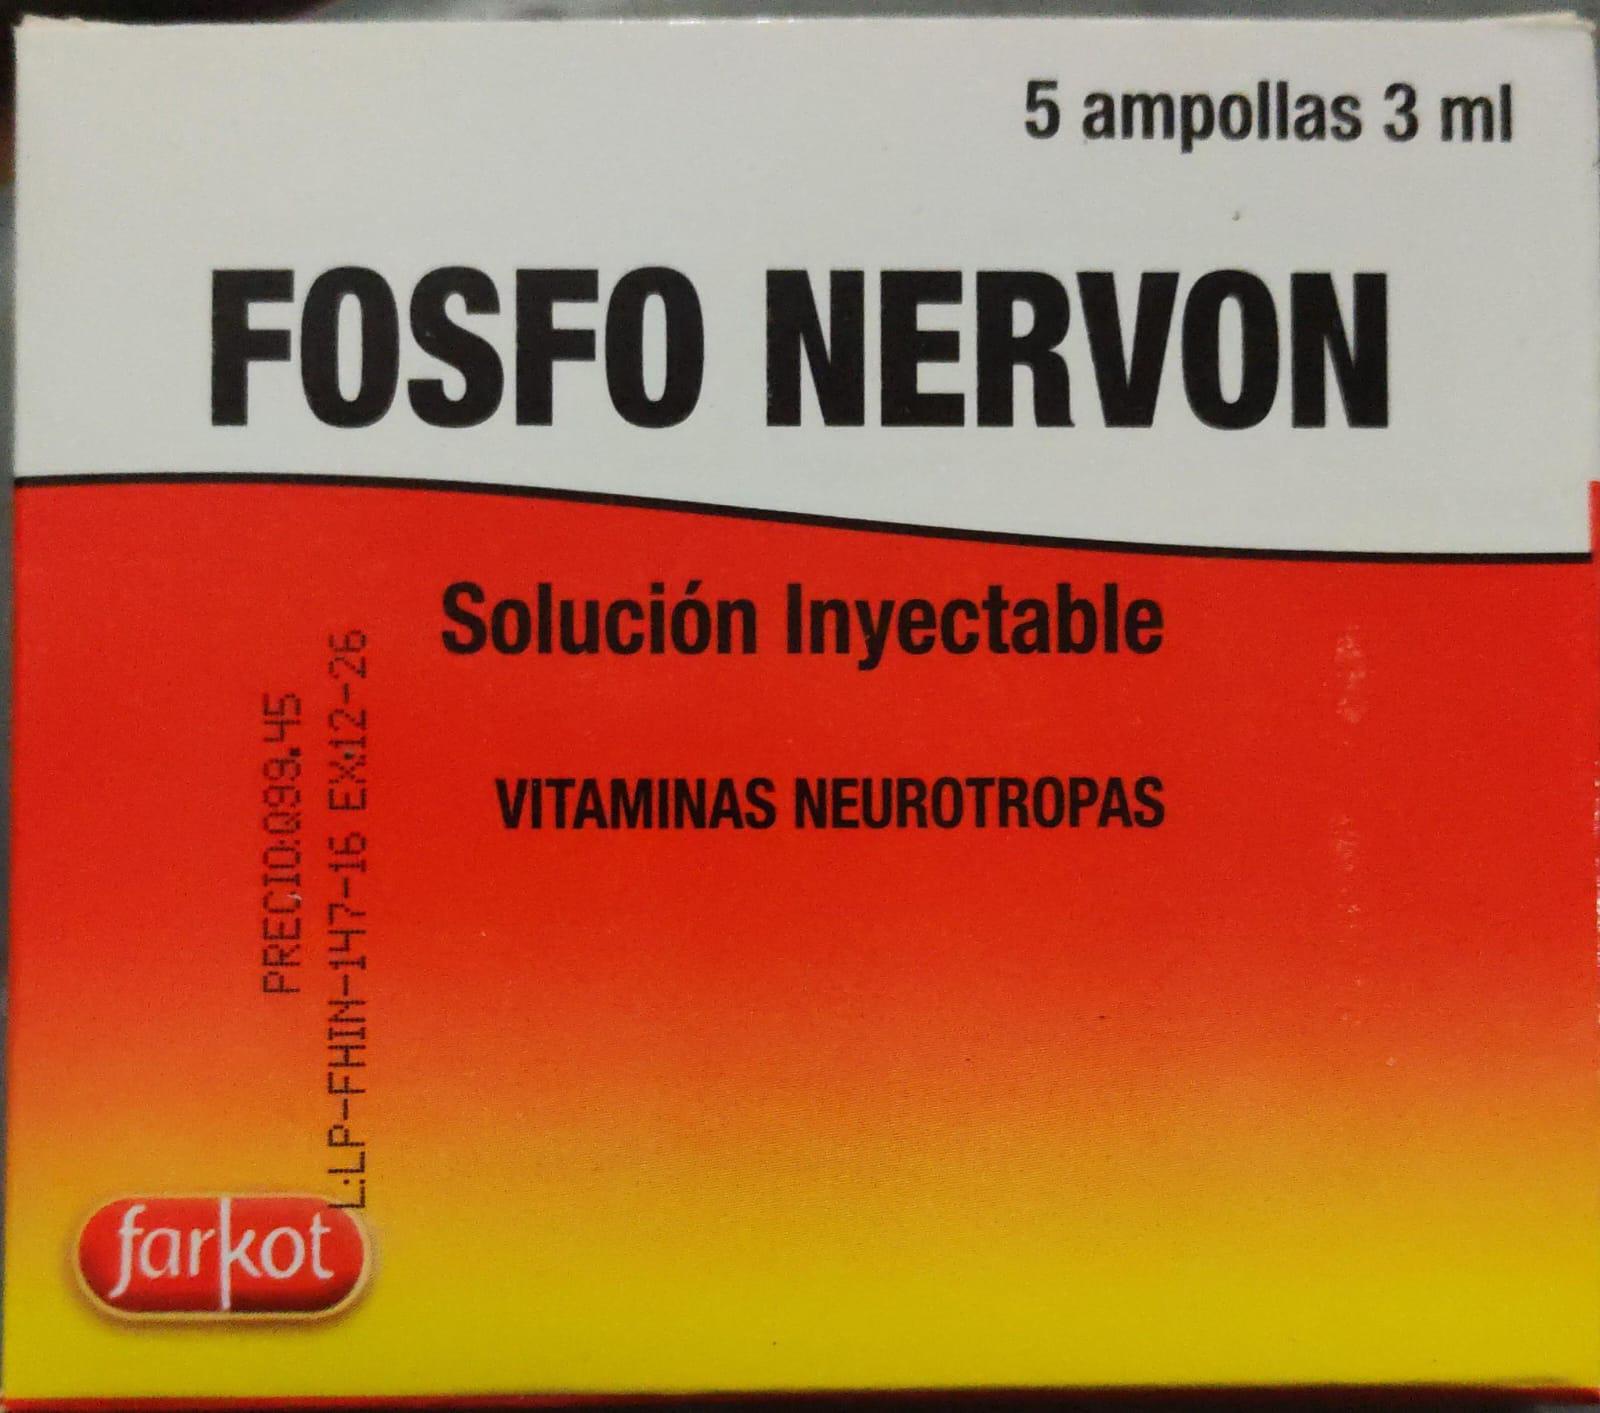 5 ampollas 3 ml
FOSFO NERVON
Solución Inyectable
VITAMINAS NEUROTROPAS
PRECIO:Q99.45
L:LP-FHIN-147-16 EX:12-26
farkot